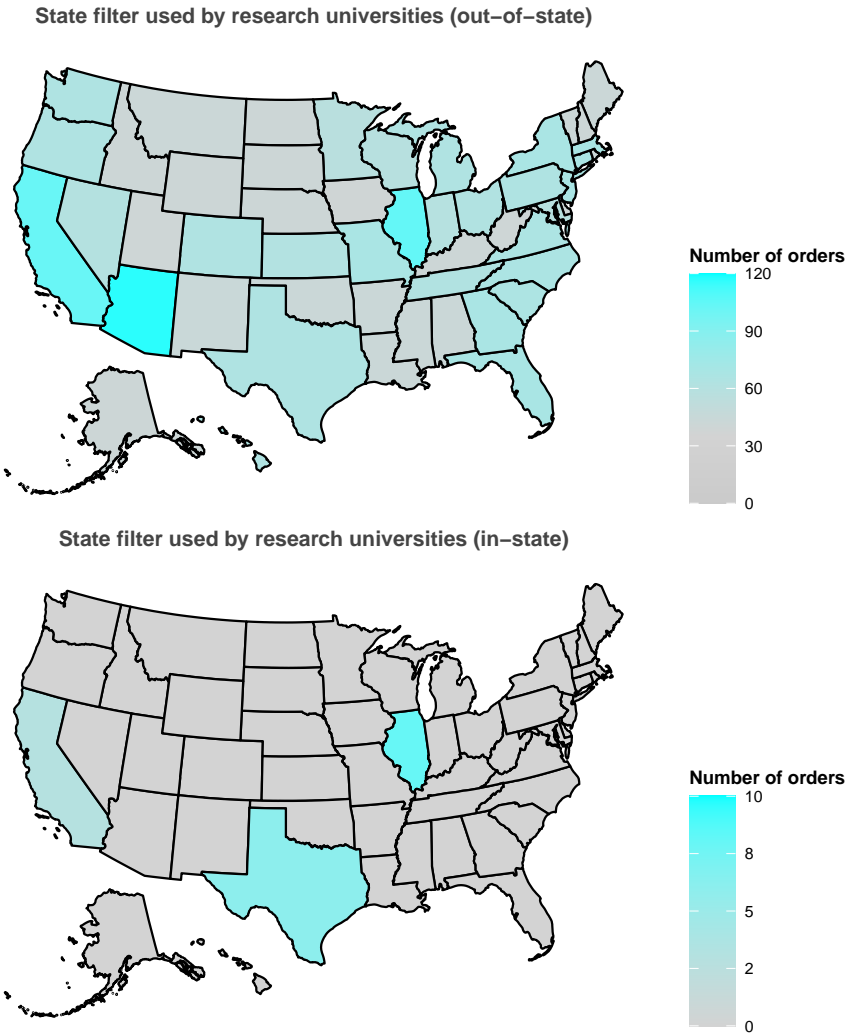 State filter used by research universities (out−of−state)
Number of orders
120
90
60
30
0
State filter used by research universities (in−state)
Number of orders
10
8
5
2
0